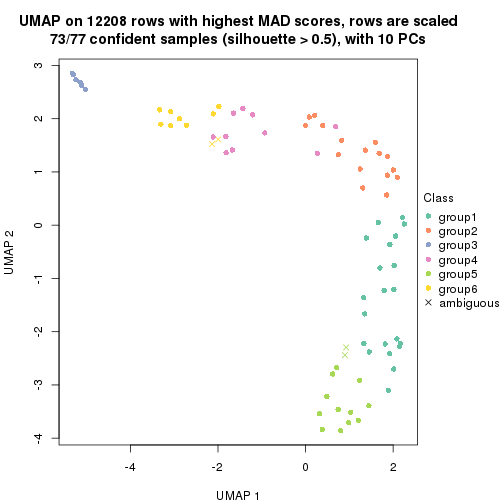 UMAP on 12208 rows with highest MAD scores, rows are scaled
73/77 confident samples (silhouette > 0.5), with 10 PCs
3
2
1
0
-1
-2
-3
-4
UMAP 2
-4
-2
0
2
UMAP 1
Class
group1
group2
group3
group4
group5
group6
ambiguous